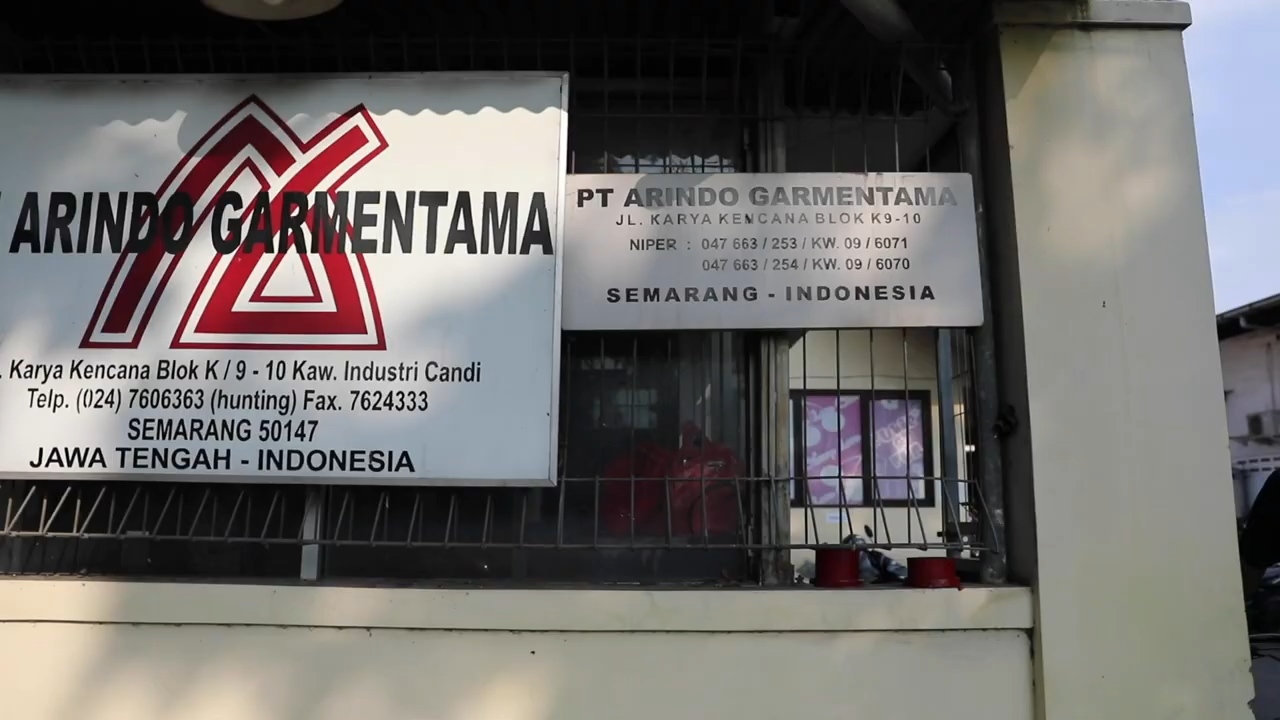 ARINDO GARMENTAMA
. Karya Kencana Blok K / 9 - 10 Kaw. Industri Candi
Telp. (024) 7606363 (hunting) Fax. 7624333
SEMARANG 50147
JAWA TENGAH - INDONESIA
PT ARINDO GARMENTAMA
JL. KARYA KENCANA BLOK K9-10
NIPER : 047 663 / 253 / KW. 09 / 6071
047 663 / 254 / KW. 09 / 6070
SEMARANG - INDONESIA